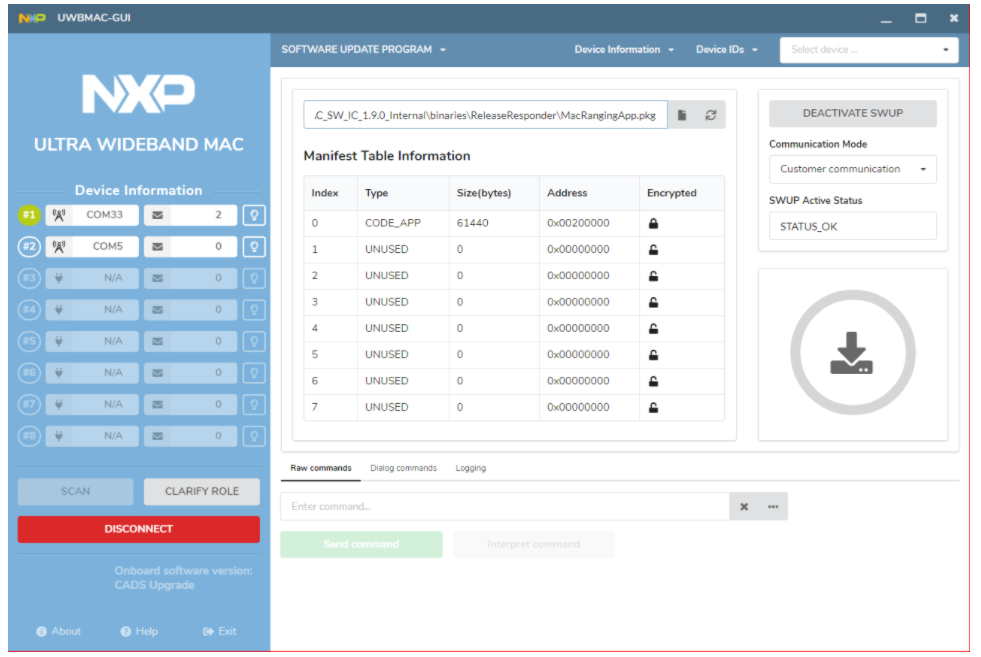 NXP UWBMAC-GUI
SOFTWARE UPDATE PROGRAM
Device Information
Device IDs
Select device ...
NXP
ULTRA WIDEBAND MAC
Device Information
#1 COM33 2
#2 COM5 0
#3 N/A 0
#4 N/A 0
#5 N/A 0
#6 N/A 0
#7 N/A 0
#8 N/A 0
SCAN
CLARIFY ROLE
DISCONNECT
Onboard software version:
CADS Upgrade
About
Help
Exit
.C_SW_IC_1.9.0_Internal\binaries\ReleaseResponder\MacRangingApp.pkg
Manifest Table Information
Index Type Size(bytes) Address Encrypted
0 CODE_APP 61440 0x00200000
1 UNUSED 0 0x00000000
2 UNUSED 0 0x00000000
3 UNUSED 0 0x00000000
4 UNUSED 0 0x00000000
5 UNUSED 0 0x00000000
6 UNUSED 0 0x00000000
7 UNUSED 0 0x00000000
DEACTIVATE SWUP
Communication Mode
Customer communication
SWUP Active Status
STATUS_OK
Raw commands
Dialog commands
Logging
Enter command...
Send command
Interpret command